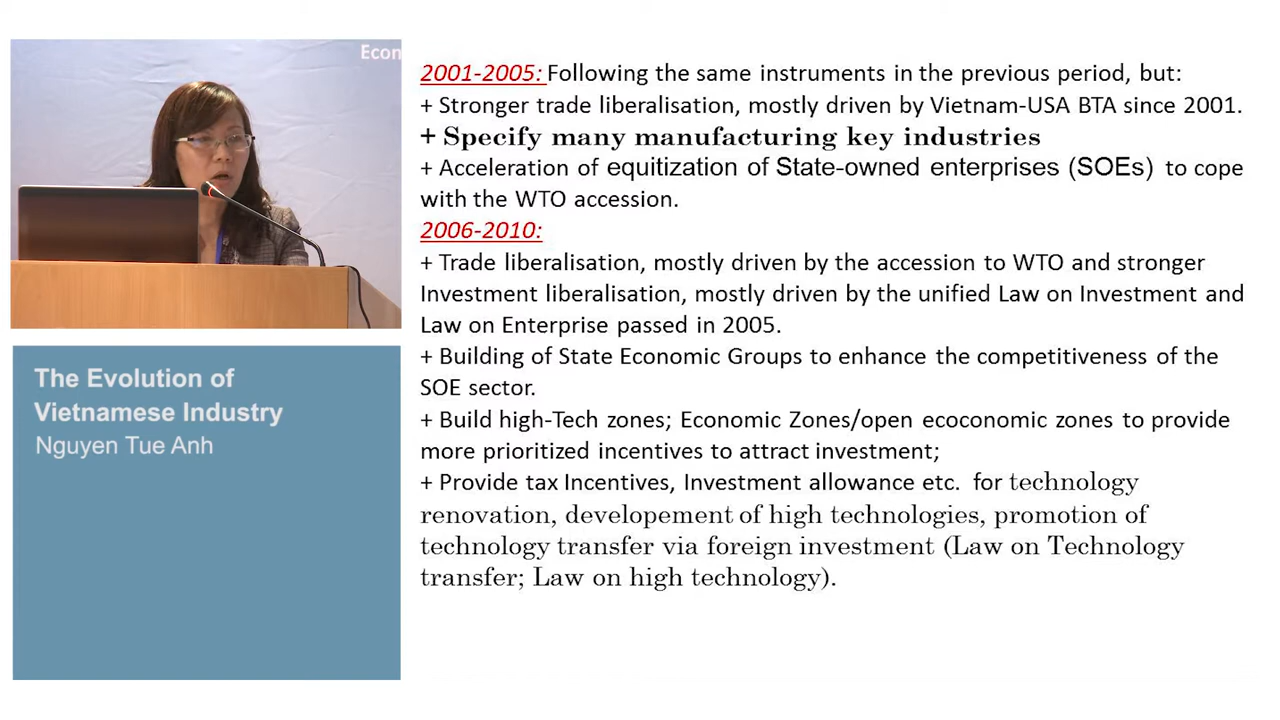 Econ
The Evolution of
Vietnamese Industry
Nguyen Tue Anh
2001-2005: Following the same instruments in the previous period, but:
+ Stronger trade liberalisation, mostly driven by Vietnam-USA BTA since 2001.
+ Specify many manufacturing key industries
+ Acceleration of equitization of State-owned enterprises (SOEs) to cope
with the WTO accession.
2006-2010:
+ Trade liberalisation, mostly driven by the accession to WTO and stronger
Investment liberalisation, mostly driven by the unified Law on Investment and
Law on Enterprise passed in 2005.
+ Building of State Economic Groups to enhance the competitiveness of the
SOE sector.
+ Build high-Tech zones; Economic Zones/open ecoconomic zones to provide
more prioritized incentives to attract investment;
+ Provide tax Incentives, Investment allowance etc. for technology
renovation, developement of high technologies, promotion of
technology transfer via foreign investment (Law on Technology
transfer; Law on high technology).